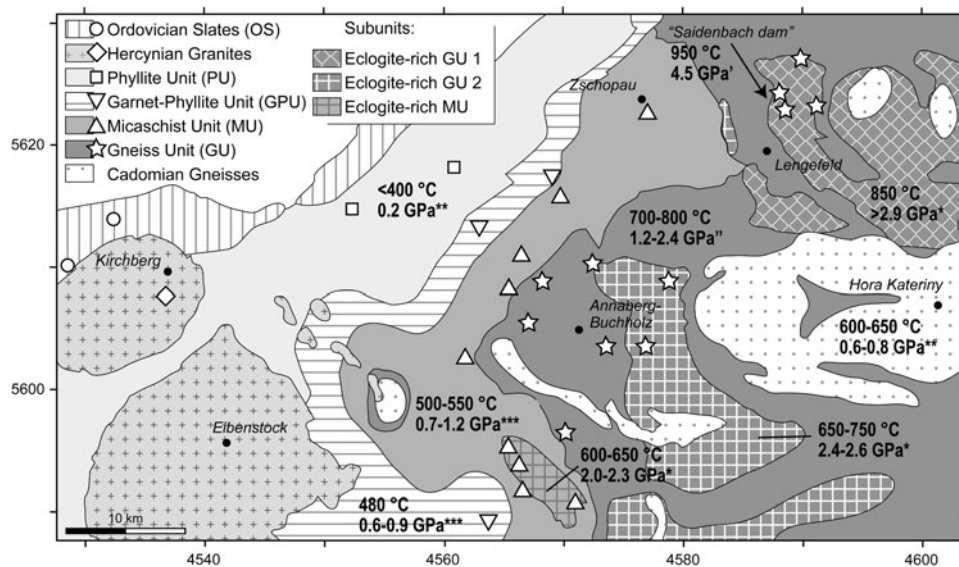 Ordovician Slates (OS)
Hercynian Granites
Phyllite Unit (PU)
Garnet-Phyllite Unit (GPU)
Micaschist Unit (MU)
Gneiss Unit (GU)
Cadomian Gneisses
Subunits:
Eclogite-rich GU 1
Eclogite-rich GU 2
Eclogite-rich MU
"Saidenbach dam"
950 °C
4.5 GPa'
Zschopau
Lengefeld
<400 °C
0.2 GPa**
850 °C
>2.9 GPa*
700-800 °C
1.2-2.4 GPa"
Kirchberg
Hora Kateriny
Annaberg-
Buchholz
600-650 °C
0.6-0.8 GPa**
500-550 °C
0.7-1.2 GPa***
Eibenstock
650-750 °C
2.4-2.6 GPa*
600-650 °C
2.0-2.3 GPa*
480 °C
0.6-0.9 GPa***
10 km
5620
5600
4540
4560
4580
4600